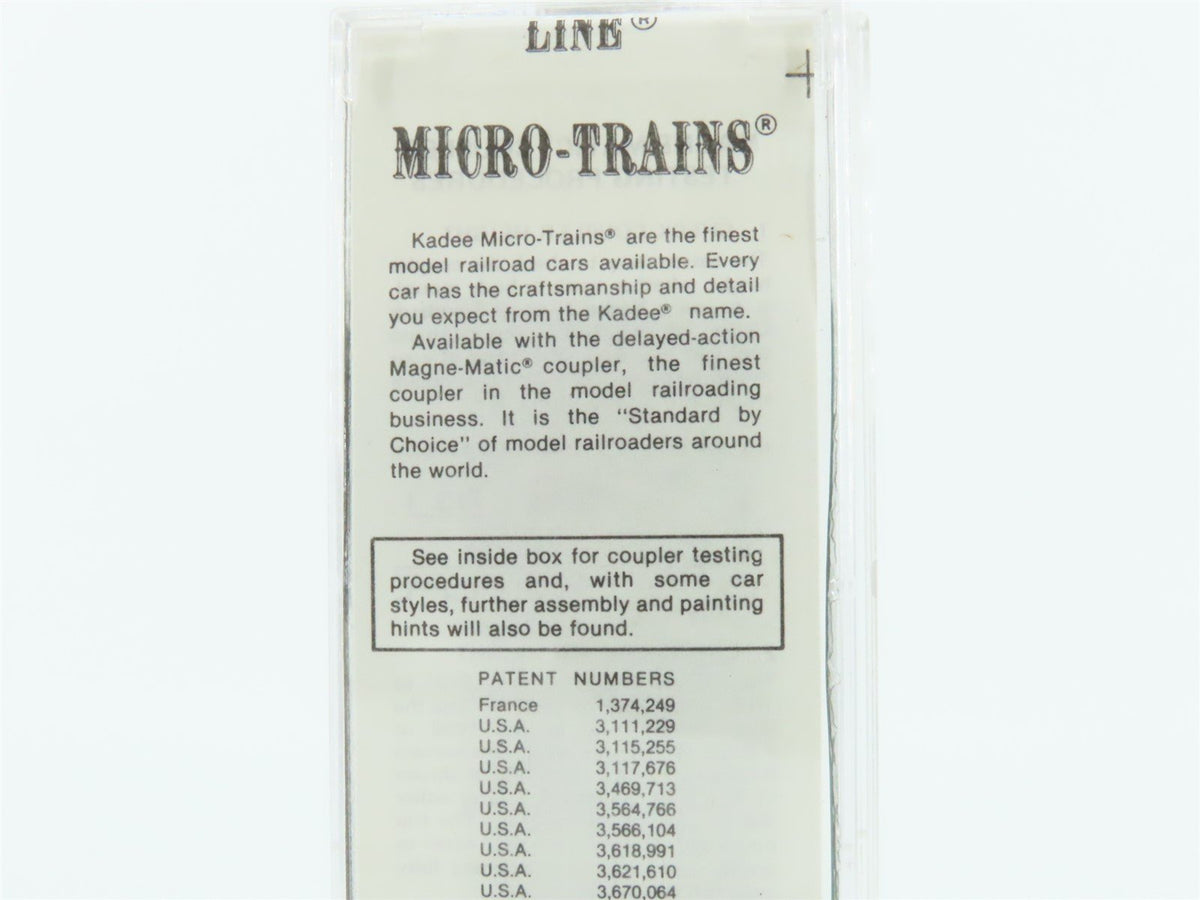 LINE®
MICRO-TRAINS®
Kadee Micro-Trains® are the finest
model railroad cars available. Every
car has the craftsmanship and detail
you expect from the Kadee® name.
Available with the delayed-action
Magne-Matic® coupler, the finest
coupler in the model railroading
business. It is the “Standard by
Choice” of model railroaders around
the world.
See inside box for coupler testing
procedures and, with some car
styles, further assembly and painting
hints will also be found.
PATENT NUMBERS
France 1,374,249
U.S.A. 3,111,229
U.S.A. 3,115,255
U.S.A. 3,117,676
U.S.A. 3,469,713
U.S.A. 3,564,766
U.S.A. 3,566,104
U.S.A. 3,618,991
U.S.A. 3,621,610
U.S.A. 3,670,064